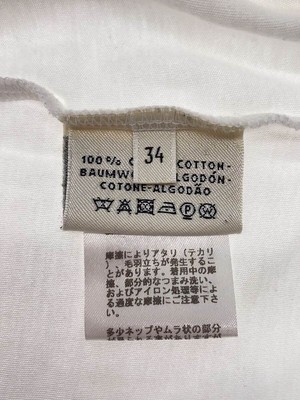 34
100% C COTTON-
BAUMWO ALGODÓN-
COTONE-ALGODÃO
摩擦によりアタリ（テカリ
）、毛羽立ちが発生するこ
とがあります。着用中の摩
擦、部分的なつまみ洗い、
およびアイロン処理等によ
る過度な摩擦にご注意下さ
い。
多少ネップやムラ状の部分